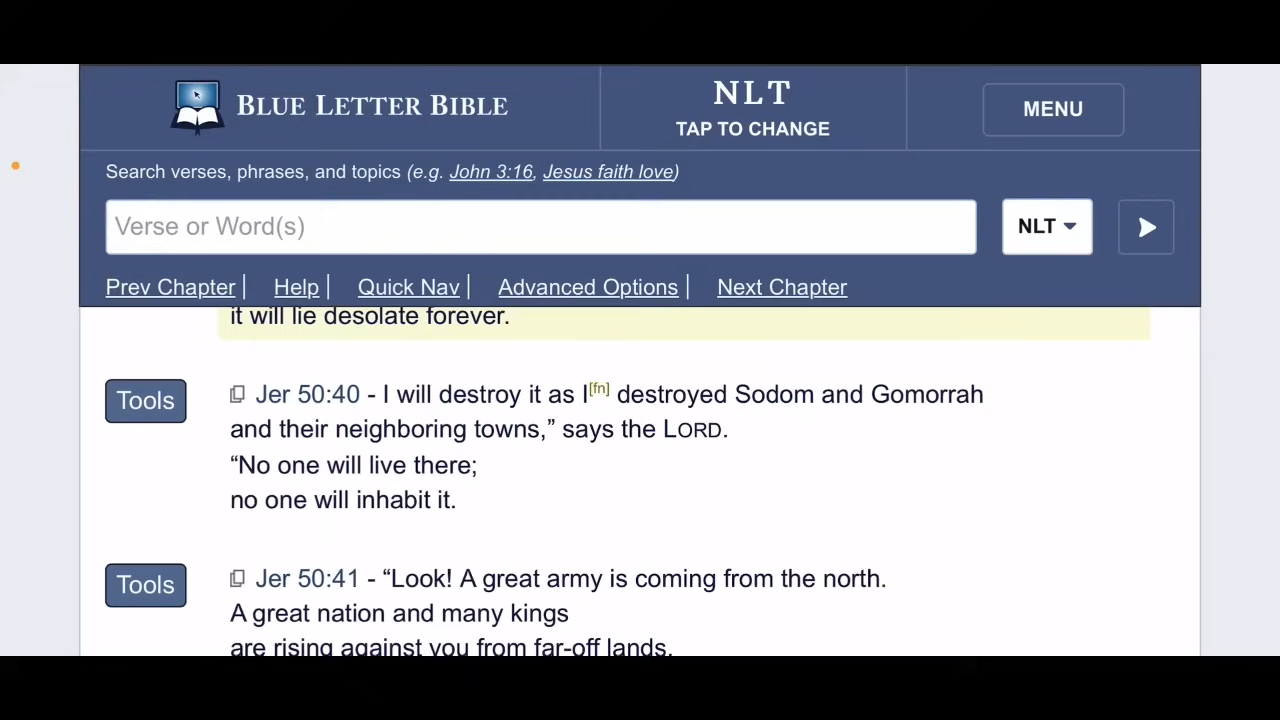 BLUE LETTER BIBLE
NLT
TAP TO CHANGE
MENU
Search verses, phrases, and topics (e.g. John 3:16, Jesus faith love)
Verse or Word(s)
NLT
Prev Chapter | Help | Quick Nav | Advanced Options | Next Chapter
it will lie desolate forever.
Tools
Jer 50:40 - I will destroy it as I[fn] destroyed Sodom and Gomorrah
and their neighboring towns,” says the LORD.
“No one will live there;
no one will inhabit it.
Tools
Jer 50:41 - “Look! A great army is coming from the north.
A great nation and many kings
are rising against you from far-off lands.